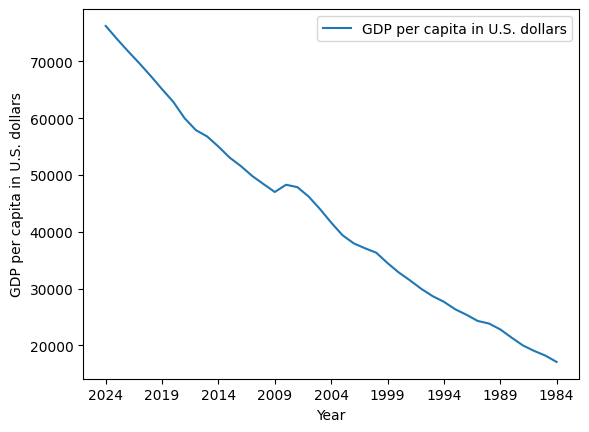 GDP per capita in U.S. dollars
GDP per capita in U.S. dollars
70000
60000
50000
40000
30000
20000
2024 2019 2014 2009 2004 1999 1994 1989 1984
Year